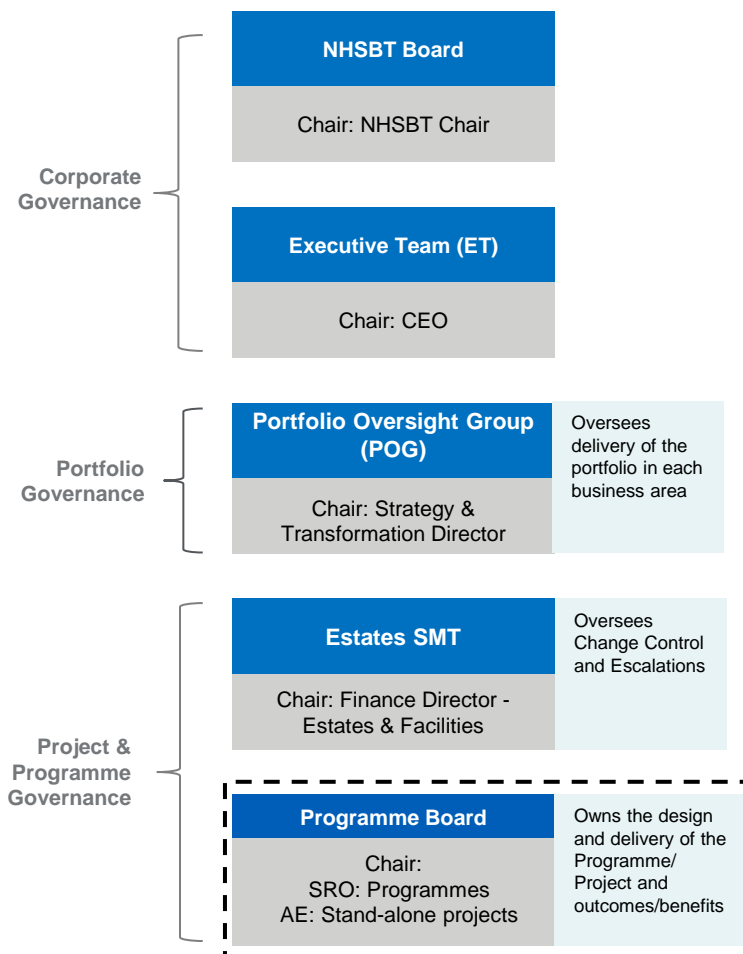 NHSBT Board
Chair: NHSBT Chair
Corporate
Governance
Executive Team (ET)
Chair: CEO
Portfolio Oversight Group
(POG)
Chair: Strategy &
Transformation Director
Oversees
delivery of the
portfolio in each
business area
Portfolio
Governance
Estates SMT
Chair: Finance Director -
Estates & Facilities
Oversees
Change Control
and Escalations
Project &
Programme
Governance
Programme Board
Chair:
SRO: Programmes
AE: Stand-alone projects
Owns the design
and delivery of the
Programme/
Project and
outcomes/benefits